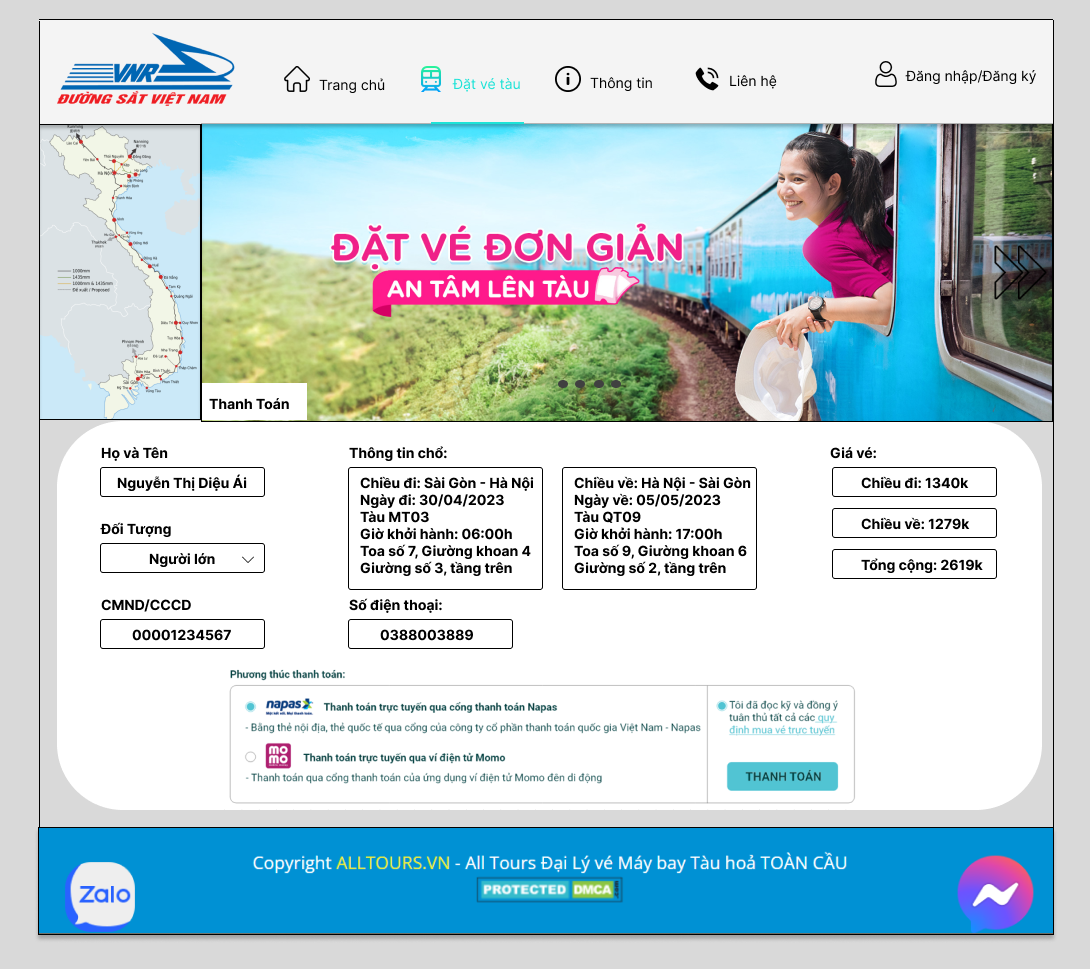 VNR
ĐƯỜNG SẮT VIỆT NAM
Trang chủ
Đặt vé tàu
Thông tin
Liên hệ
Đăng nhập/Đăng ký
ĐẶT VÉ ĐƠN GIẢN
AN TÂM LÊN TÀU
Thanh Toán
Họ và Tên
Nguyễn Thị Diệu Ái
Đối Tượng
Người lớn
CMND/CCCD
00001234567
Thông tin chổ:
Chiều đi: Sài Gòn - Hà Nội
Ngày đi: 30/04/2023
Tàu MT03
Giờ khởi hành: 06:00h
Toa số 7, Giường khoan 4
Giường số 3, tầng trên
Chiều về: Hà Nội - Sài Gòn
Ngày về: 05/05/2023
Tàu QT09
Giờ khởi hành: 17:00h
Toa số 9, Giường khoan 6
Giường số 2, tầng trên
Số điện thoại:
0388003889
Giá vé:
Chiều đi: 1340k
Chiều về: 1279k
Tổng cộng: 2619k
Phương thúc thanh toán:
napas
Thanh toán trực tuyến qua cổng thanh toán Napas
- Bằng thẻ nội địa, thẻ quốc tế qua cổng của công ty cổ phần thanh toán quốc gia Việt Nam - Napas
mo
mo
Thanh toán trực tuyến qua ví điện tử Momo
- Thanh toán qua cổng thanh toán của ứng dụng ví điện tử Momo đên di động
Tôi đã đọc kỹ và đồng ý
tuân thủ tất cả các quy
định mua vé trực tuyến
THANH TOÁN
Copyright ALLTOURS.VN - All Tours Đại Lý vé Máy bay Tàu hoả TOÀN CẦU
PROTECTED DMCA
Zalo